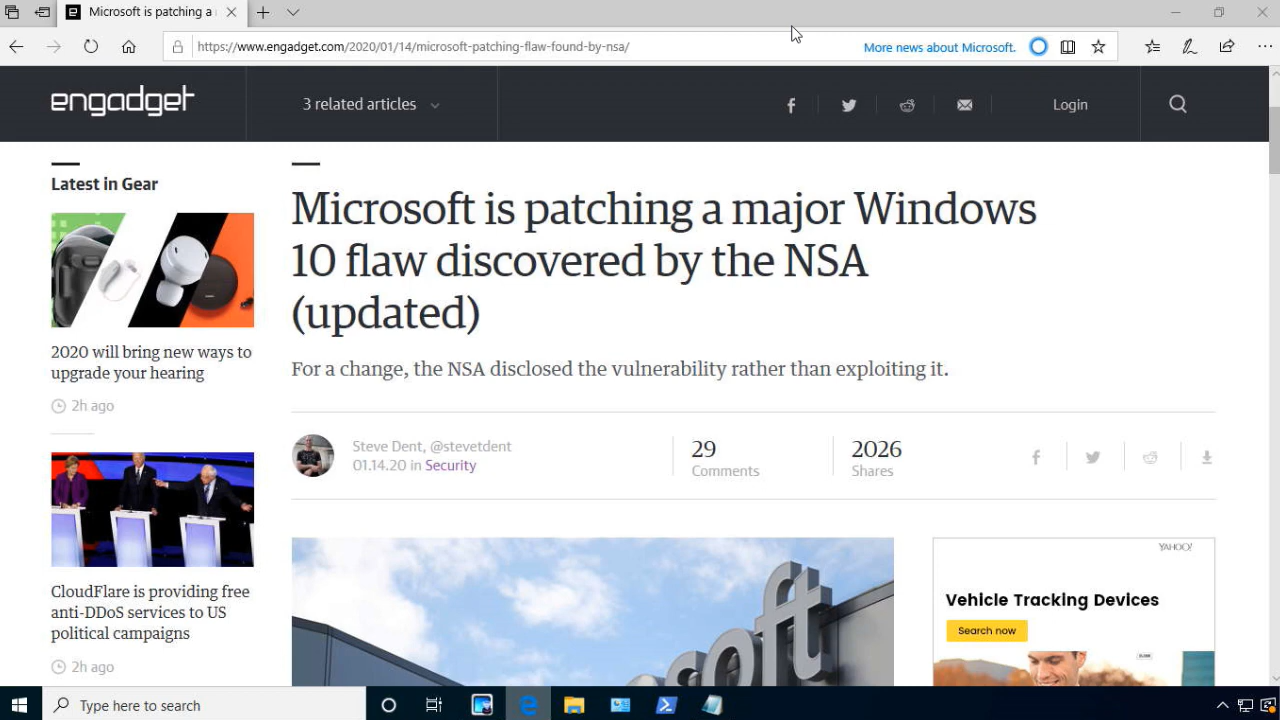 Microsoft is patching a
https://www.engadget.com/2020/01/14/microsoft-patching-flaw-found-by-nsa/
More news about Microsoft.
engadget
3 related articles
Login
Latest in Gear
2020 will bring new ways to
upgrade your hearing
2h ago
CloudFlare is providing free
anti-DDoS services to US
political campaigns
2h ago
Microsoft is patching a major Windows
10 flaw discovered by the NSA
(updated)
For a change, the NSA disclosed the vulnerability rather than exploiting it.
Steve Dent, @stevetdent
01.14.20 in Security
29
Comments
2026
Shares
osoft
YAHOO!
Vehicle Tracking Devices
Search now
Type here to search